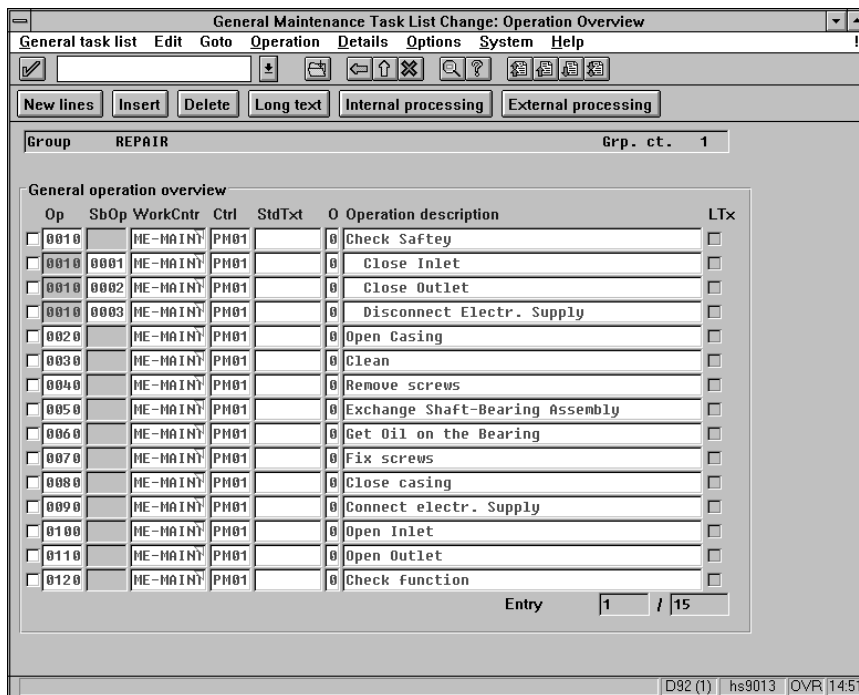 General Maintenance Task List Change: Operation Overview
General task list Edit Goto Operation Details Options System Help
New lines Insert Delete Long text Internal processing External processing
Group REPAIR Grp. ct. 1
General operation overview
Op SbOp WorkCntr Ctrl StdTxt O Operation description LTx
0010 ME-MAINT PM01 0 Check Saftey
0010 0001 ME-MAINT PM01 0 Close Inlet
0010 0002 ME-MAINT PM01 0 Close Outlet
0010 0003 ME-MAINT PM01 0 Disconnect Electr. Supply
0020 ME-MAINT PM01 0 Open Casing
0030 ME-MAINT PM01 0 Clean
0040 ME-MAINT PM01 0 Remove screws
0050 ME-MAINT PM01 0 Exchange Shaft-Bearing Assembly
0060 ME-MAINT PM01 0 Get Oil on the Bearing
0070 ME-MAINT PM01 0 Fix screws
0080 ME-MAINT PM01 0 Close casing
0090 ME-MAINT PM01 0 Connect electr. Supply
0100 ME-MAINT PM01 0 Open Inlet
0110 ME-MAINT PM01 0 Open Outlet
0120 ME-MAINT PM01 0 Check function
Entry 1 / 15
D92 (1) hs9013 OVR 14:51